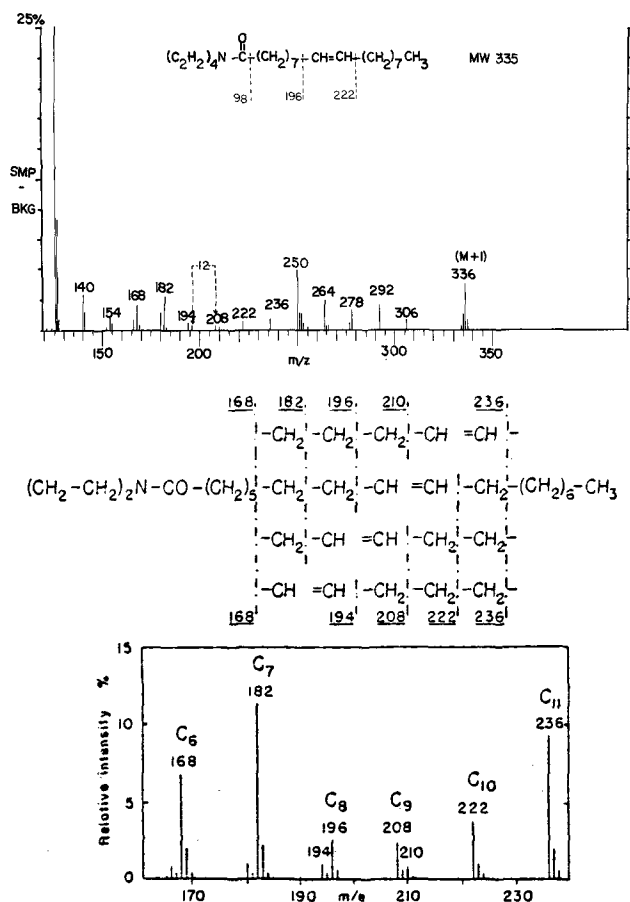 25%
O
(C2H2)4N — C — (CH2)7 — CH=CH — (CH2)7CH3 MW 335
98 196 222
SMP
-
BKG
140 154 168 182 194 12 208 222 236 250 264 278 292 306 (M+1) 336
150 200 250 300 350
m/z
168 182 196 210 236
-CH2-CH2-CH2-CH =CH-
(CH2-CH2)2N-CO-(CH2)5-CH2-CH2-CH =CH-CH2-(CH2)6-CH3
-CH2-CH =CH-CH2-CH2-
-CH =CH-CH2-CH2-CH2-
168 194 208 222 236
15
10
5
0
Relative intensity %
C6
168
C7
182
194
C8
196
C9
208
210
C10
222
C11
236
170 190 210 230
m/e